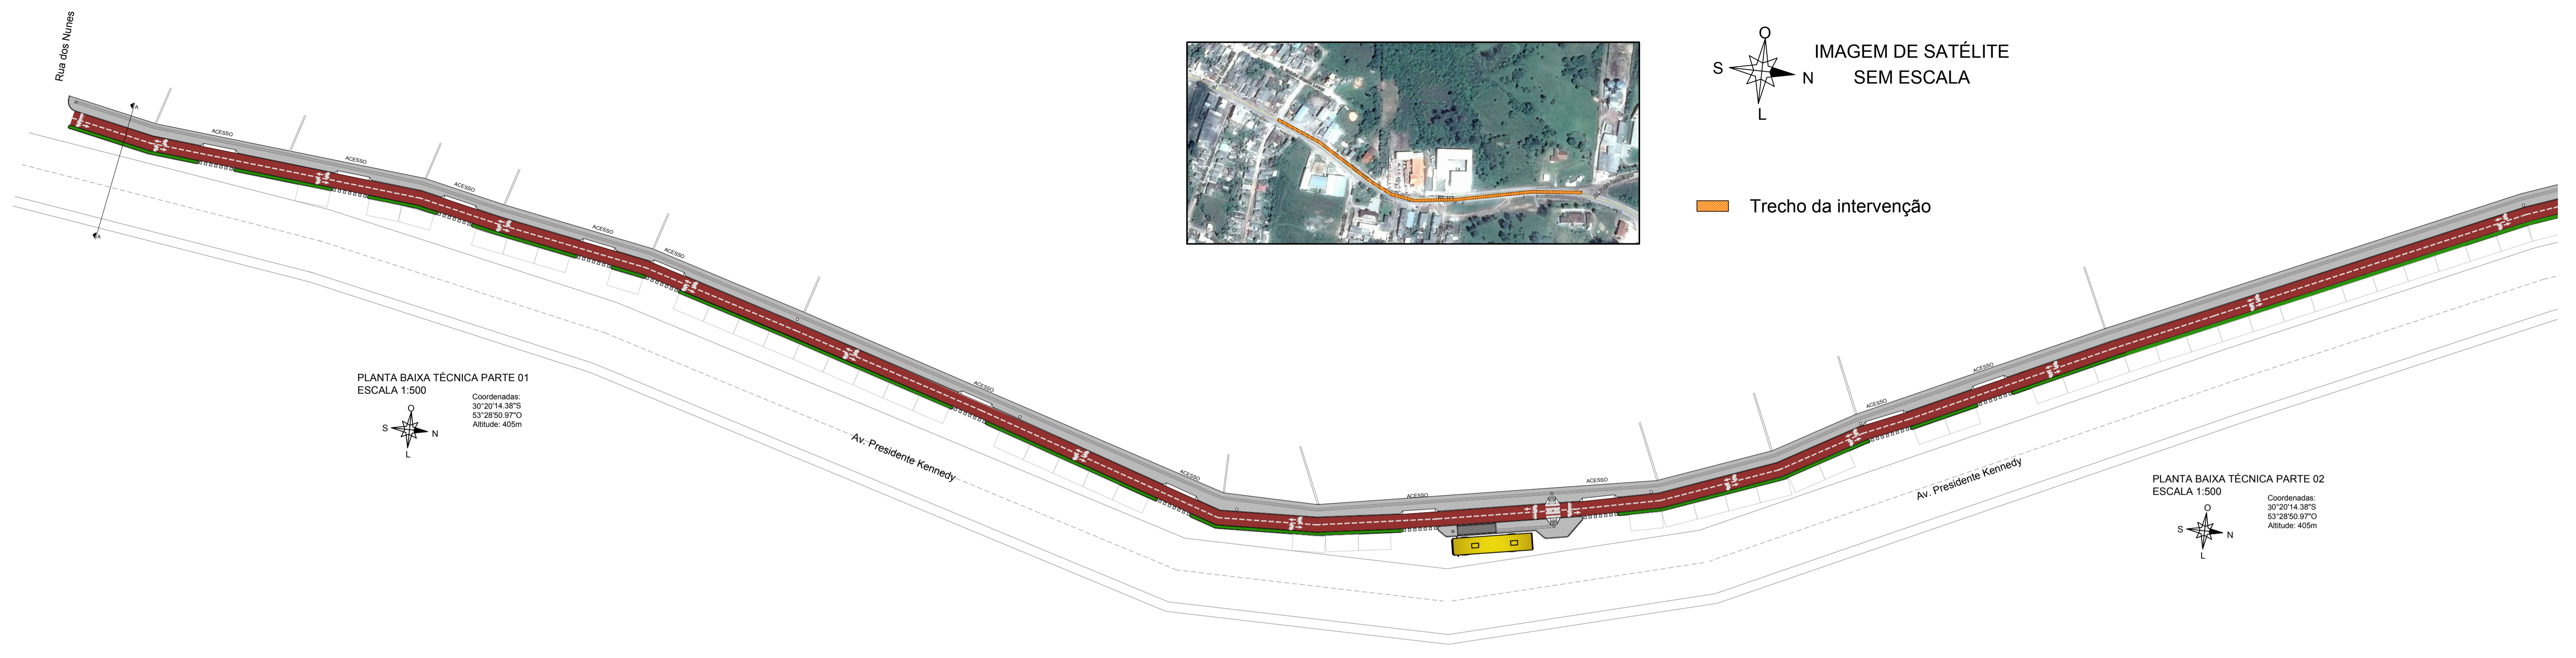 Rua dos Nunes
A
A
ACESSO
ACESSO
ACESSO
ACESSO
ACESSO
ACESSO
ACESSO
ACESSO
ACESSO
ACESSO
ACESSO
O
S
N
L
IMAGEM DE SATÉLITE
SEM ESCALA
Trecho da intervenção
PLANTA BAIXA TÉCNICA PARTE 01
ESCALA 1:500
Coordenadas:
30°20'14.38"S
53°28'50.97"O
Altitude: 405m
O
S
N
L
Av. Presidente Kennedy
Av. Presidente Kennedy
PLANTA BAIXA TÉCNICA PARTE 02
ESCALA 1:500
Coordenadas:
30°20'14.38"S
53°28'50.97"O
Altitude: 405m
O
S
N
L